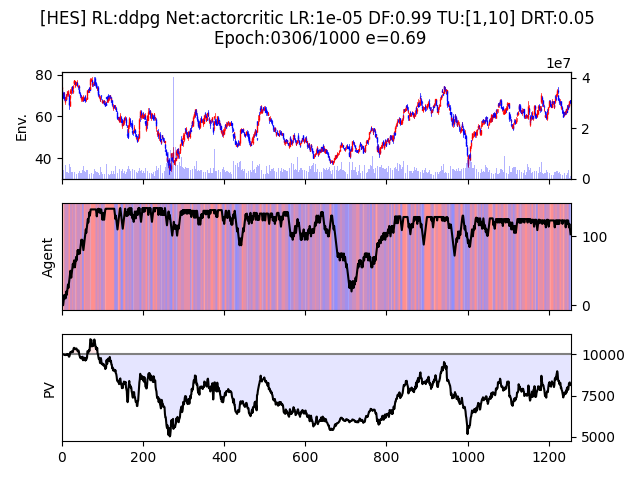 [HES] RL:ddpg Net:actorcritic LR:1e-05 DF:0.99 TU:[1,10] DRT:0.05
Epoch:0306/1000 e=0.69
1e7
80
60
40
Env.
4
2
0
Agent
100
0
PV
10000
7500
5000
0 200 400 600 800 1000 1200